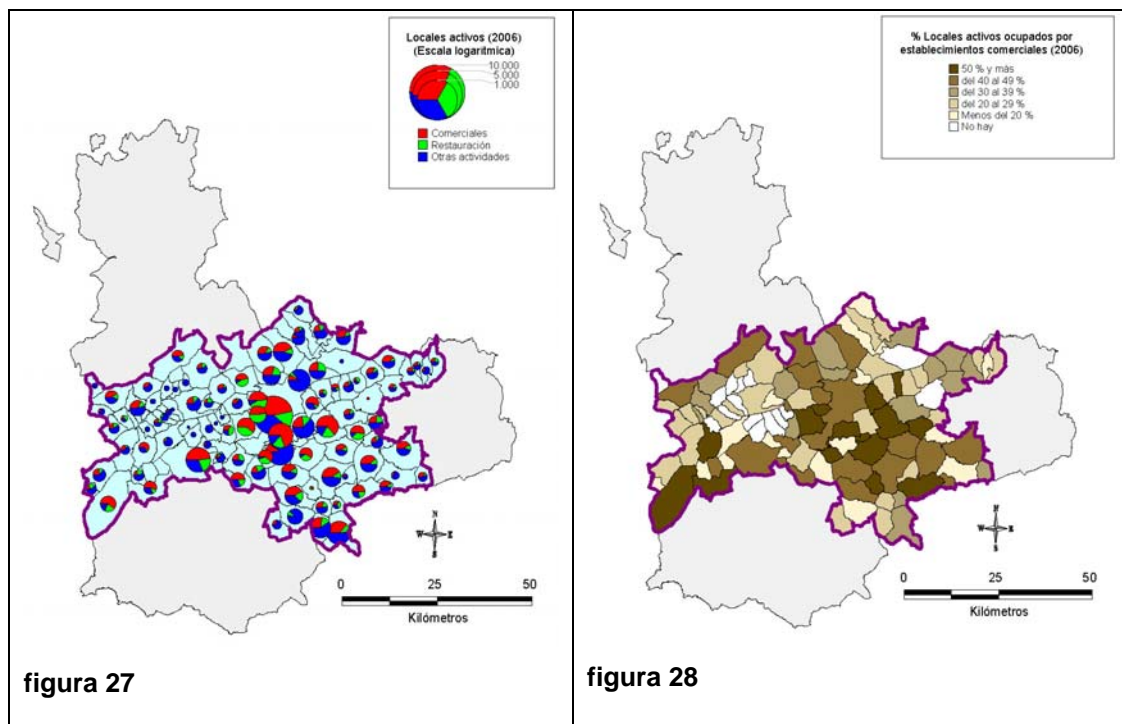 Locales activos (2006)
(Escala logarítmica)
10.000
5.000
1.000
Comerciales
Restauración
Otras actividades
N
W E
S
0 25 50
Kilómetros
figura 27
% Locales activos ocupados por
establecimientos comerciales (2006)
50 % y más
del 40 al 49 %
del 30 al 39 %
del 20 al 29 %
Menos del 20 %
No hay
N
W E
S
0 25 50
Kilómetros
figura 28